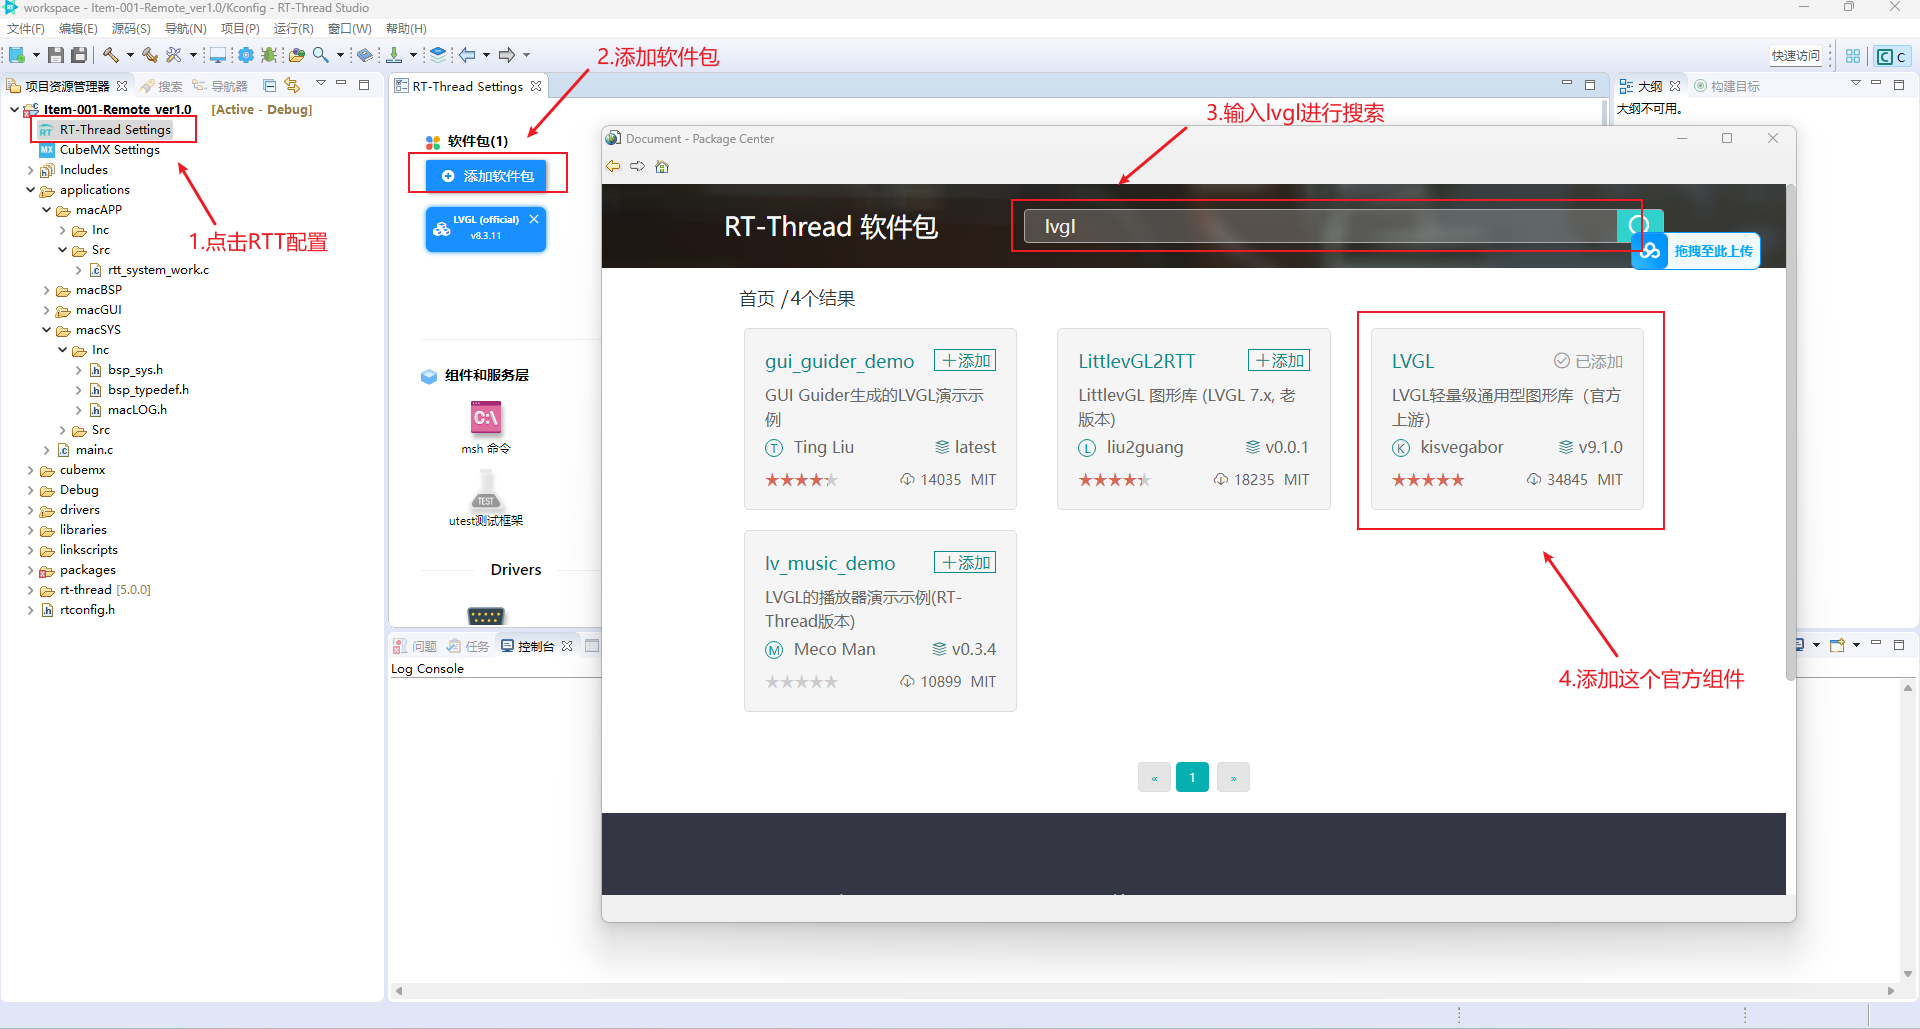 workspace - Item-001-Remote_ver1.0/Kconfig - RT-Thread Studio
文件(F) 编辑(E) 源码(S) 导航(N) 项目(P) 运行(R) 窗口(W) 帮助(H)
快速访问
C
项目资源管理器 搜索 导航器
Item-001-Remote_ver1.0 [Active - Debug]
RT-Thread Settings
CubeMX Settings
Includes
applications
macAPP
Inc
Src
rtt_system_work.c
macBSP
macGUI
macSYS
Inc
bsp_sys.h
bsp_typedef.h
macLOG.h
Src
main.c
cubemx
Debug
drivers
libraries
linkscripts
packages
rt-thread [5.0.0]
rtconfig.h
1.点击RTT配置
RT-Thread Settings
2.添加软件包
软件包(1)
添加软件包
LVGL (official)
v8.3.11
组件和服务层
C:\
msh 命令
TEST
utest测试框架
Drivers
问题 任务 控制台
Log Console
大纲 构建目标
大纲不可用。
3.输入lvgl进行搜索
Document - Package Center
RT-Thread 软件包
lvgl
拖拽至此上传
首页 /4个结果
gui_guider_demo 添加
GUI Guider生成的LVGL演示示
例
T Ting Liu latest
14035 MIT
LittlevGL2RTT 添加
LittlevGL 图形库 (LVGL 7.x, 老
版本)
L liu2guang v0.0.1
18235 MIT
LVGL 已添加
LVGL轻量级通用型图形库（官方
上游）
K kisvegabor v9.1.0
34845 MIT
lv_music_demo 添加
LVGL的播放器演示示例(RT-
Thread版本)
M Meco Man v0.3.4
10899 MIT
4.添加这个官方组件
« 1 »